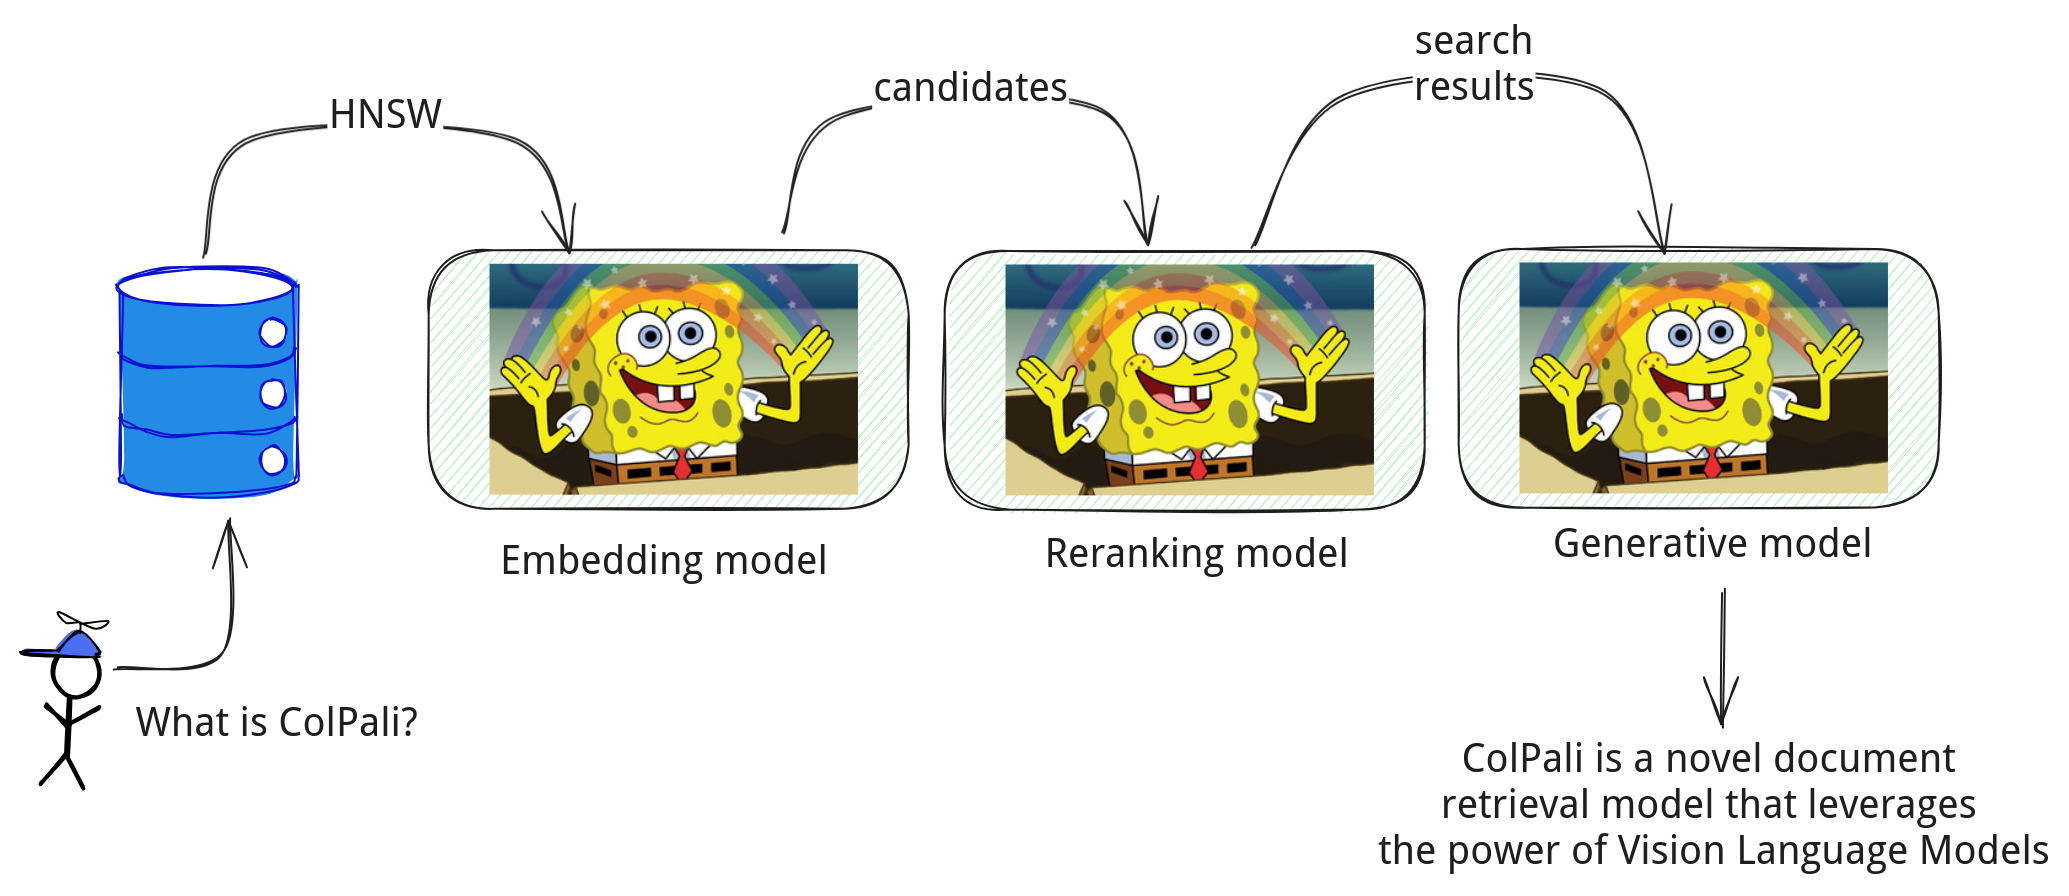 HNSW
candidates
search
results
Embedding model
Reranking model
Generative model
What is ColPali?
ColPali is a novel document
retrieval model that leverages
the power of Vision Language Models